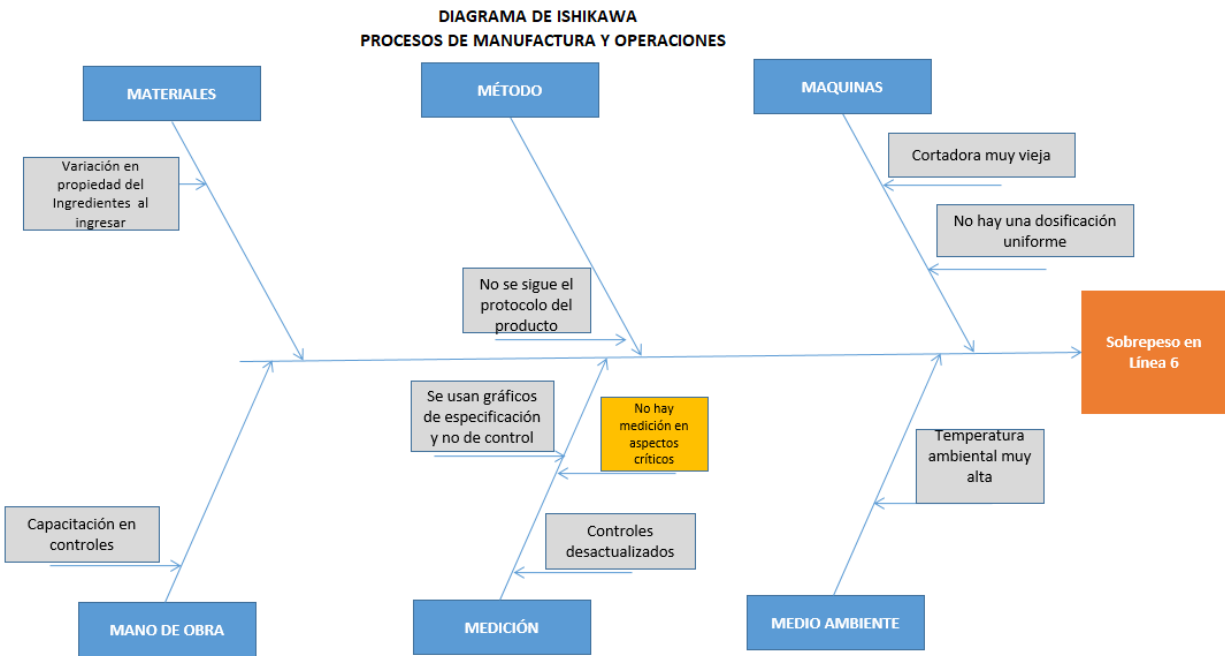 DIAGRAMA DE ISHIKAWA
PROCESOS DE MANUFACTURA Y OPERACIONES
MATERIALES
MÉTODO
MAQUINAS
Variación en
propiedad del
Ingredientes al
ingresar
Cortadora muy vieja
No hay una dosificación
uniforme
No se sigue el
protocolo del
producto
Sobrepeso en
Línea 6
Se usan gráficos
de especificación
y no de control
No hay
medición en
aspectos
críticos
Temperatura
ambiental muy
alta
Capacitación en
controles
Controles
desactualizados
MANO DE OBRA
MEDICIÓN
MEDIO AMBIENTE